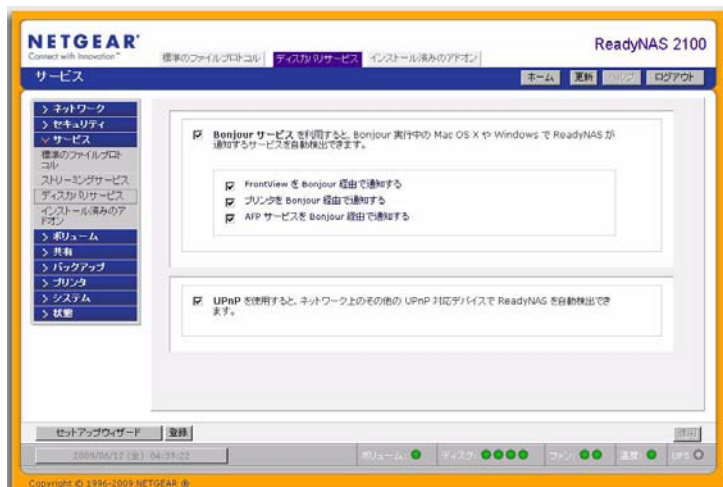 NETGEAR®
Connect with Innovation™
ReadyNAS 2100
標準のファイルプロトコル
ディスカバリサービス
インストール済みのアドオン
サービス
ホーム
更新
ヘルプ
ログアウト
> ネットワーク
> セキュリティ
サービス
標準のファイルプロト
コル
ストリーミングサービス
ディスカバリサービス
インストール済みのア
ドオン
> ボリューム
> 共有
> バックアップ
> プリンタ
> システム
> 状態
Bonjour サービス を利用すると、Bonjour 実行中の Mac OS X や Windows で ReadyNAS が
通知するサービスを自動検出できます。
FrontView を Bonjour 経由で通知する
プリンタを Bonjour 経由で通知する
AFP サービスを Bonjour 経由で通知する
UPnP を使用すると、ネットワーク上のその他の UPnP 対応デバイスで ReadyNAS を自動検出でき
ます。
セットアップウィザード
登録
適用
2009/06/12 (金) 04:39:22
ボリューム:
ディスク:
ファン:
温度:
UPS
Copyright © 1996-2009 NETGEAR ®